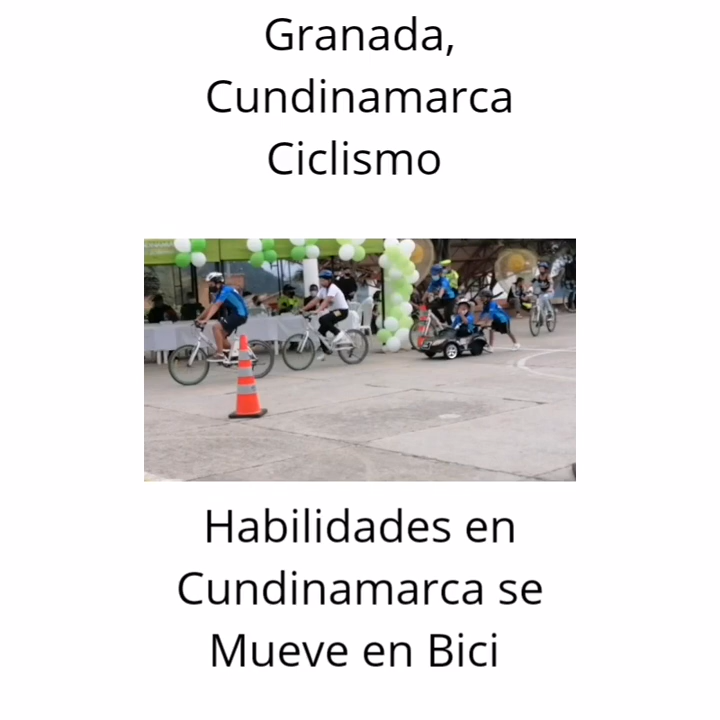 Granada,
Cundinamarca
Ciclismo
Habilidades en
Cundinamarca se
Mueve en Bici